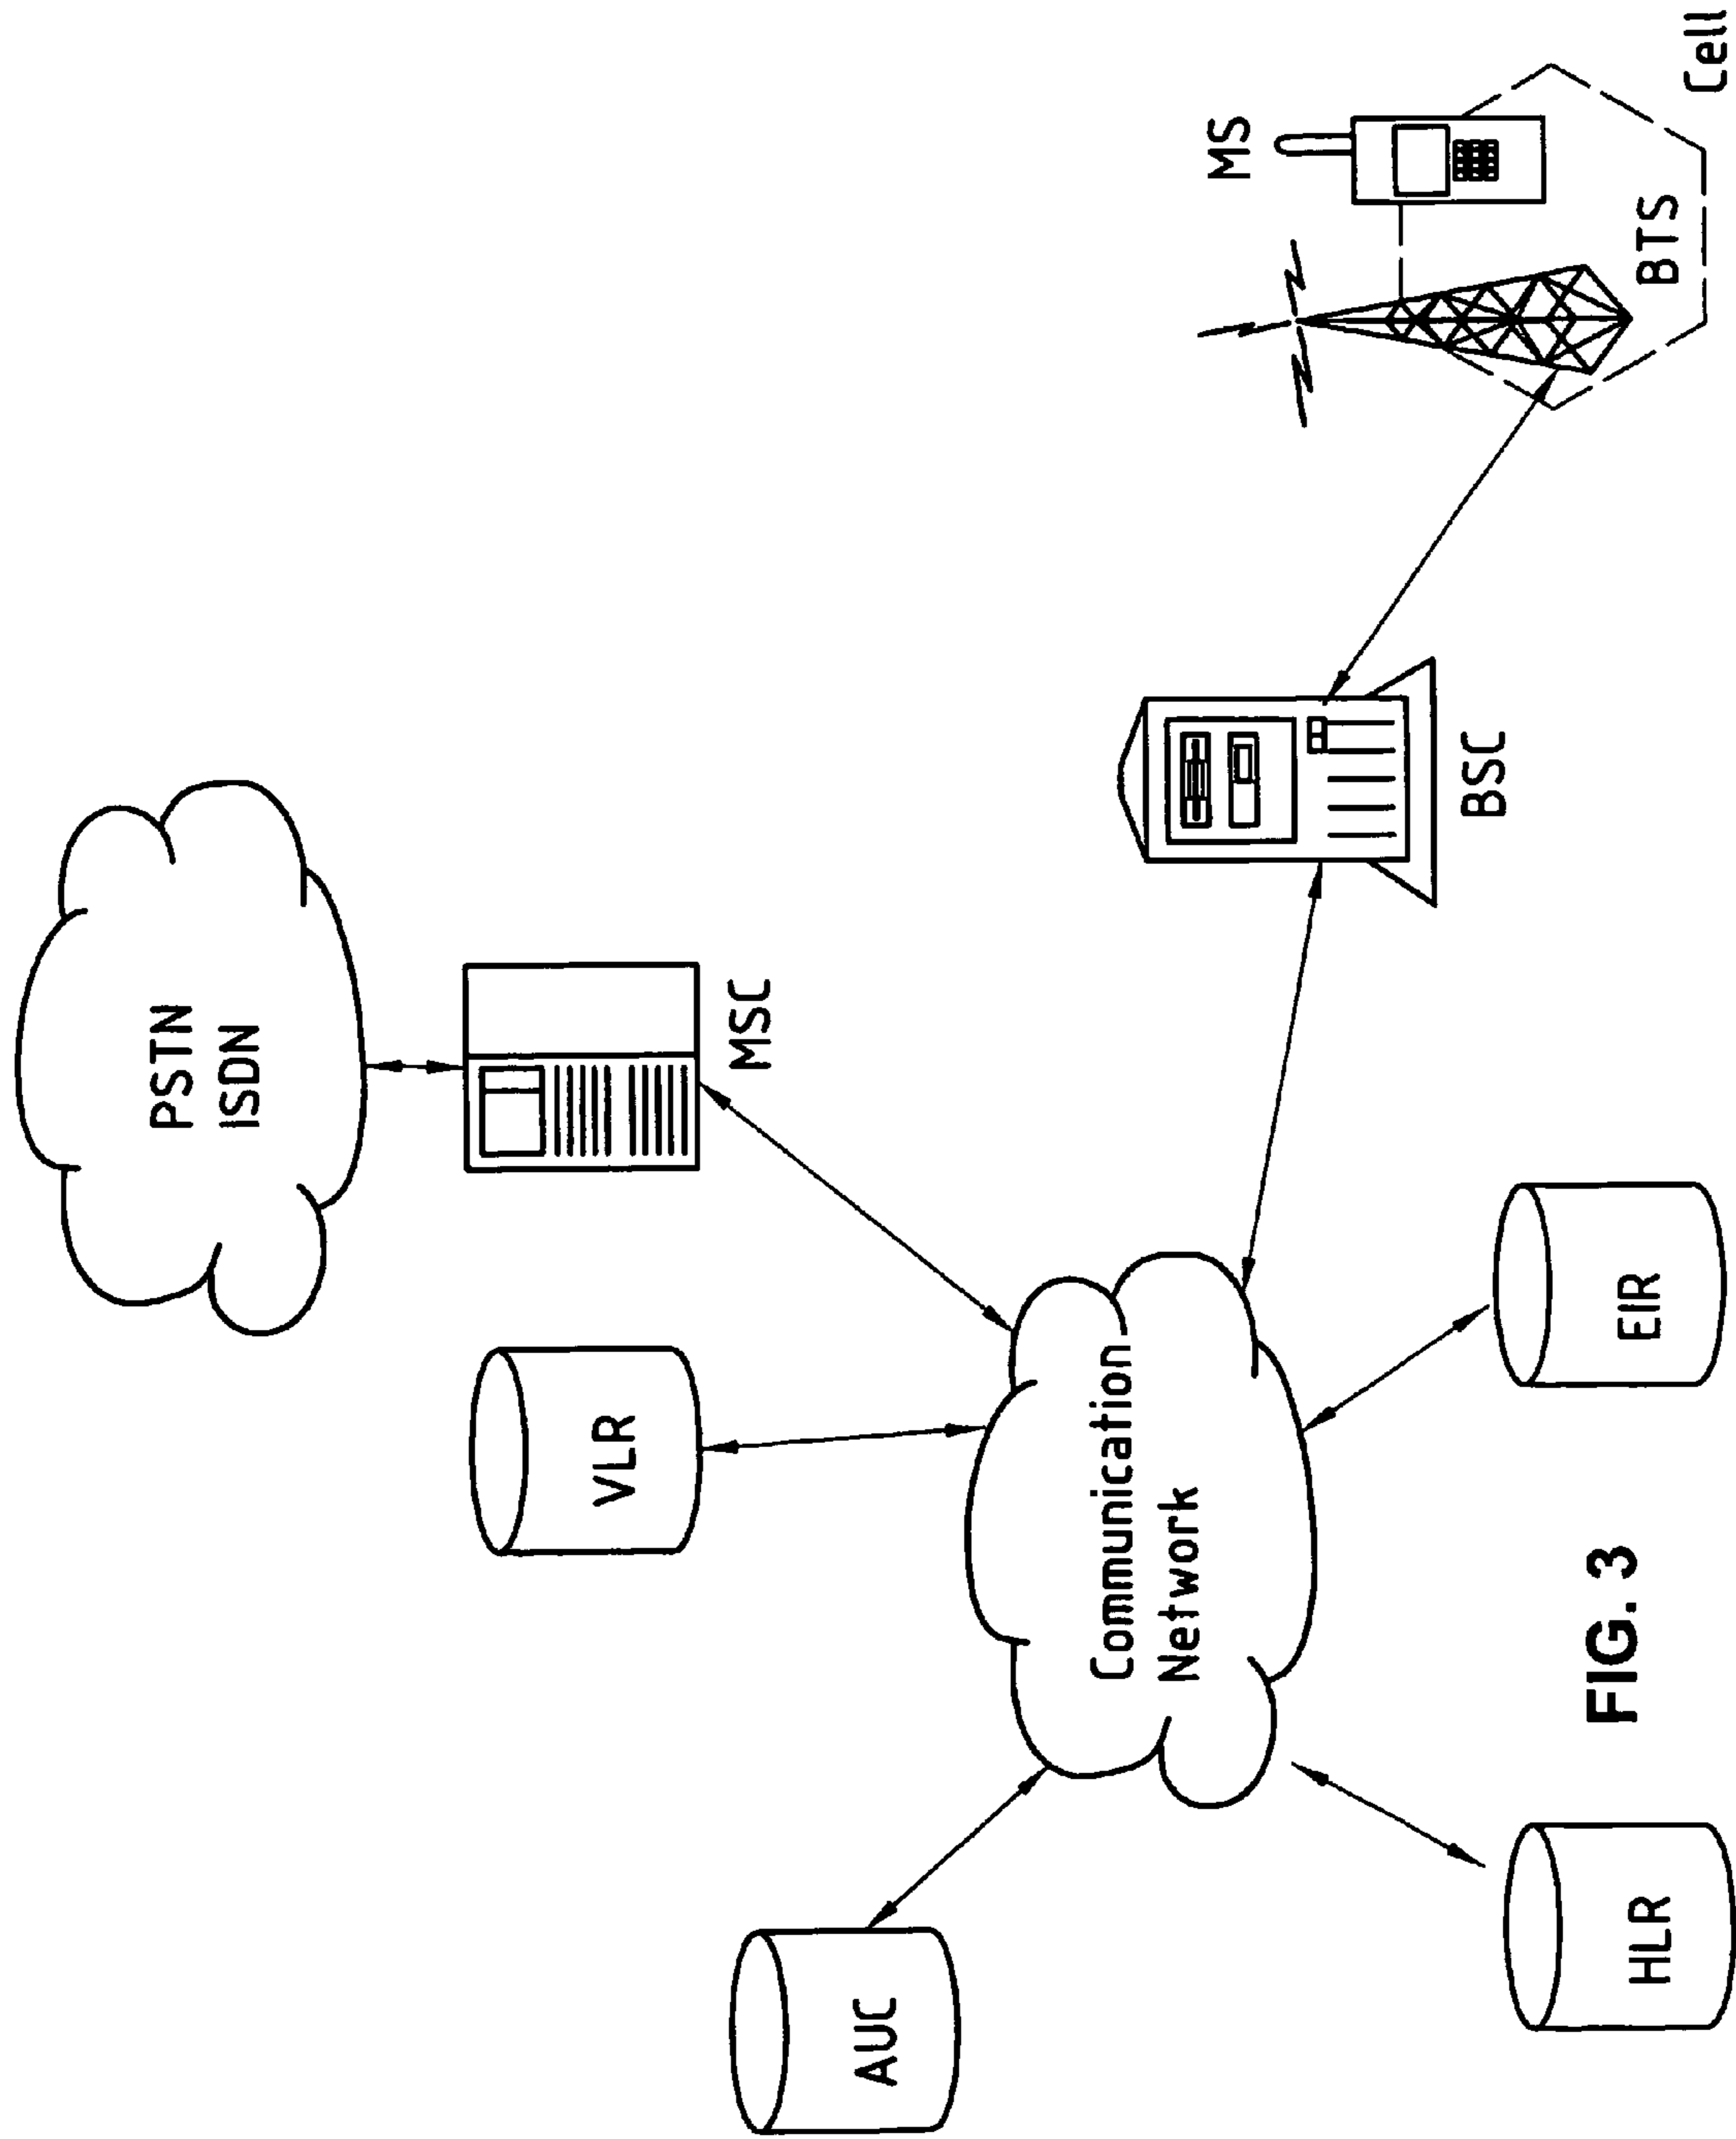 PSTN
ISDN
VLR
MSC
AUC
Communication
Network
MS
BSC
HLR
EIR
BTS
Cell
FIG. 3